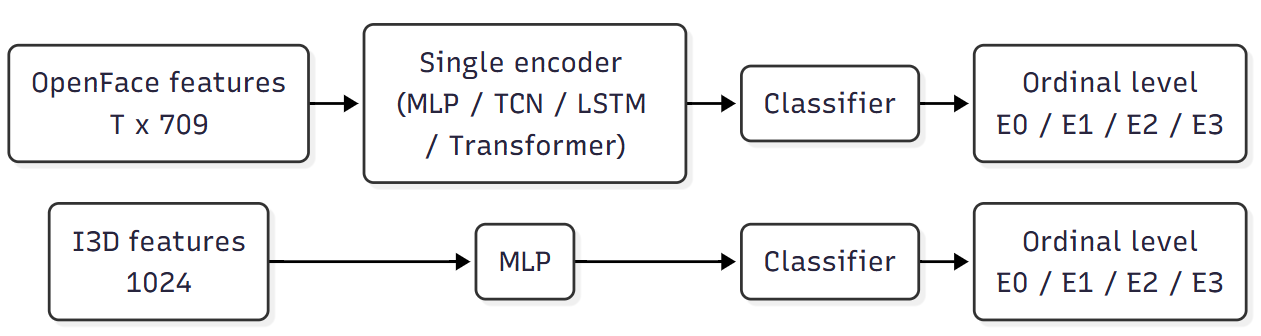 OpenFace features
T x 709
Single encoder
(MLP / TCN / LSTM
/ Transformer)
Classifier
Ordinal level
E0 / E1 / E2 / E3
I3D features
1024
MLP
Classifier
Ordinal level
E0 / E1 / E2 / E3